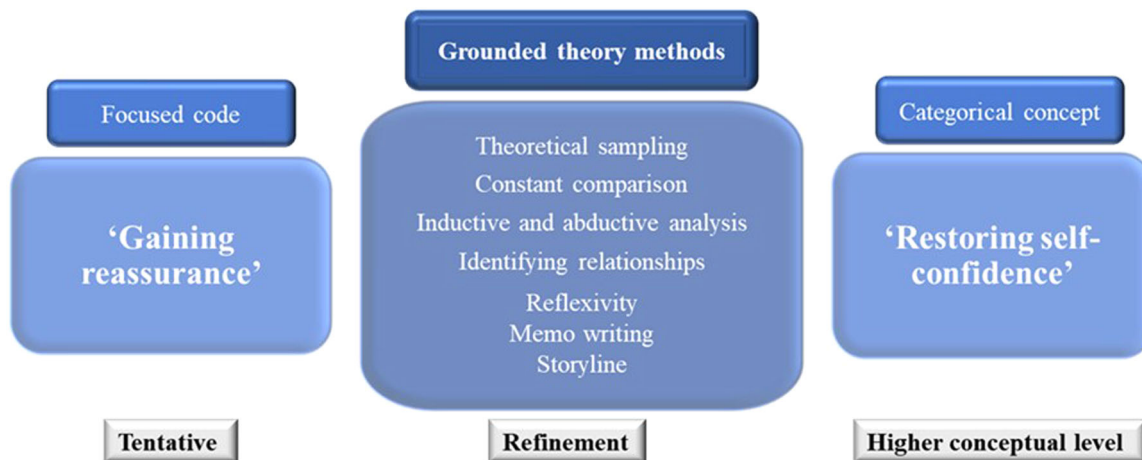 Grounded theory methods
Focused code
Categorical concept
‘Gaining
reassurance’
Theoretical sampling
Constant comparison
Inductive and abductive analysis
Identifying relationships
Reflexivity
Memo writing
Storyline
‘Restoring self-
confidence’
Tentative
Refinement
Higher conceptual level